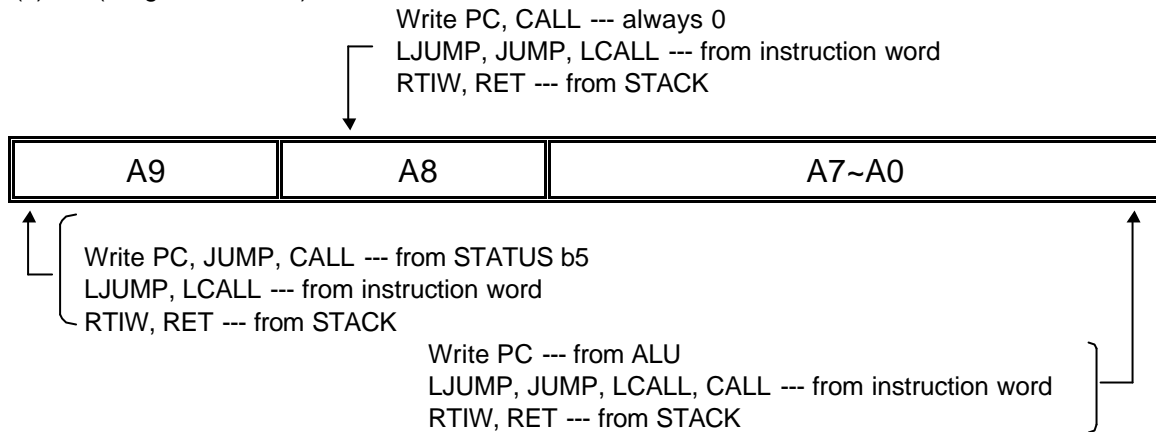 Write PC, CALL --- always 0
LJUMP, JUMP, LCALL --- from instruction word
RTIW, RET --- from STACK
A9 A8 A7~A0
Write PC, JUMP, CALL --- from STATUS b5
LJUMP, LCALL --- from instruction word
RTIW, RET --- from STACK
Write PC --- from ALU
LJUMP, JUMP, LCALL, CALL --- from instruction word
RTIW, RET --- from STACK